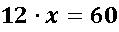 12 · x = 60